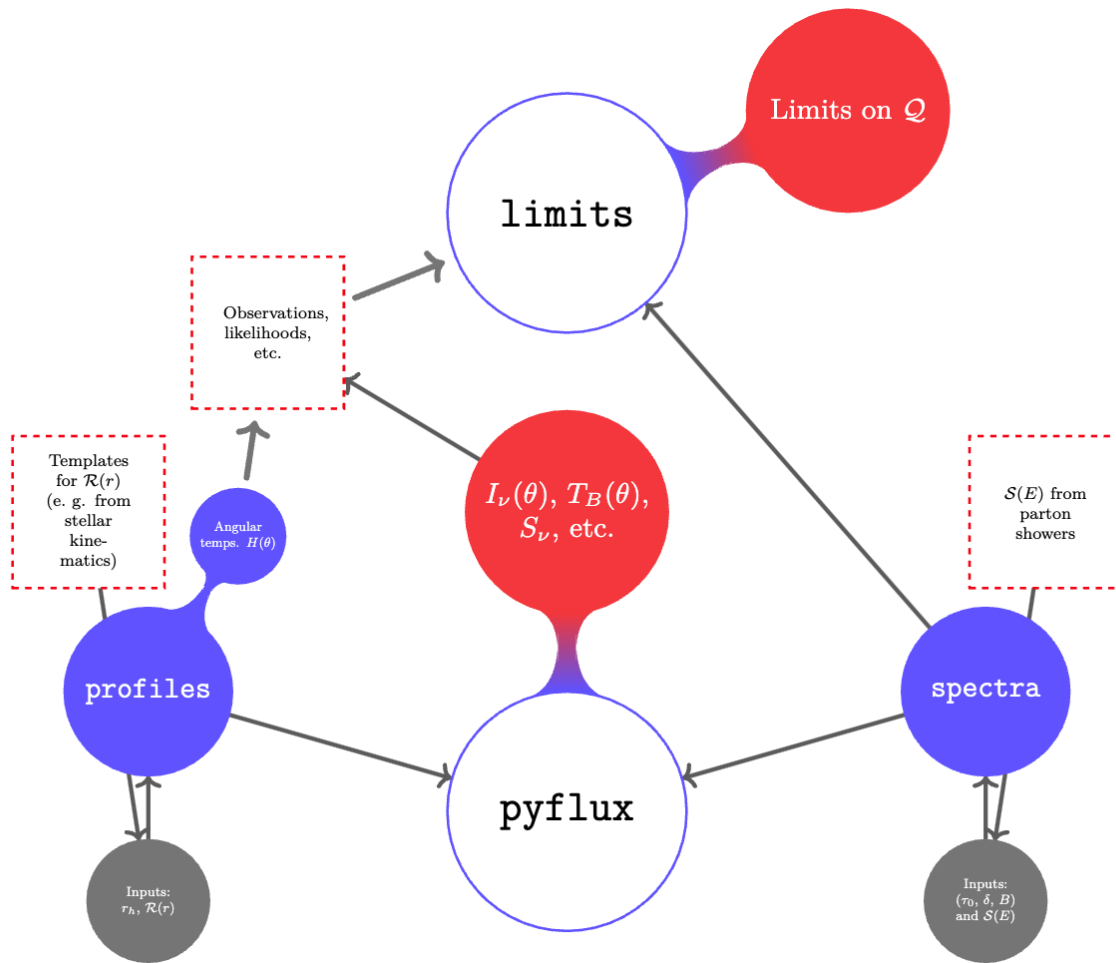 Limits on 𝒬
limits
Observations,
likelihoods,
etc.
Templates
for ℛ(r)
(e. g. from
stellar
kine-
matics)
Angular
temps. H(θ)
I_ν(θ), T_B(θ),
S_ν, etc.
𝒮(E) from
parton
showers
profiles
spectra
pyflux
Inputs:
r_h, ℛ(r)
Inputs:
(τ_0, δ, B)
and 𝒮(E)